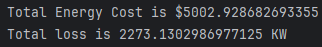 Total Energy Cost is $5002.928682693355
Total loss is 2273.1302986977125 KW